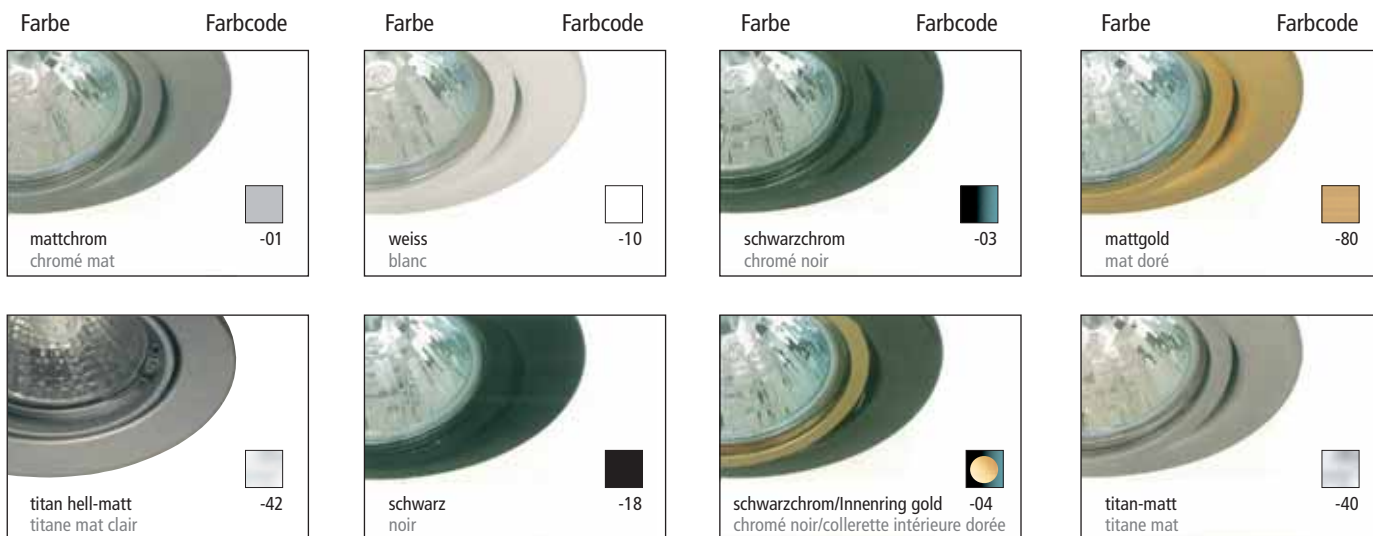 Farbe Farbcode Farbe Farbcode Farbe Farbcode Farbe Farbcode
mattchrom -01
chromé mat
weiss -10
blanc
schwarzchrom -03
chromé noir
mattgold -80
mat doré
titan hell-matt -42
titane mat clair
schwarz -18
noir
schwarzchrom/Innenring gold -04
chromé noir/collerette intérieure dorée
titan-matt -40
titane mat